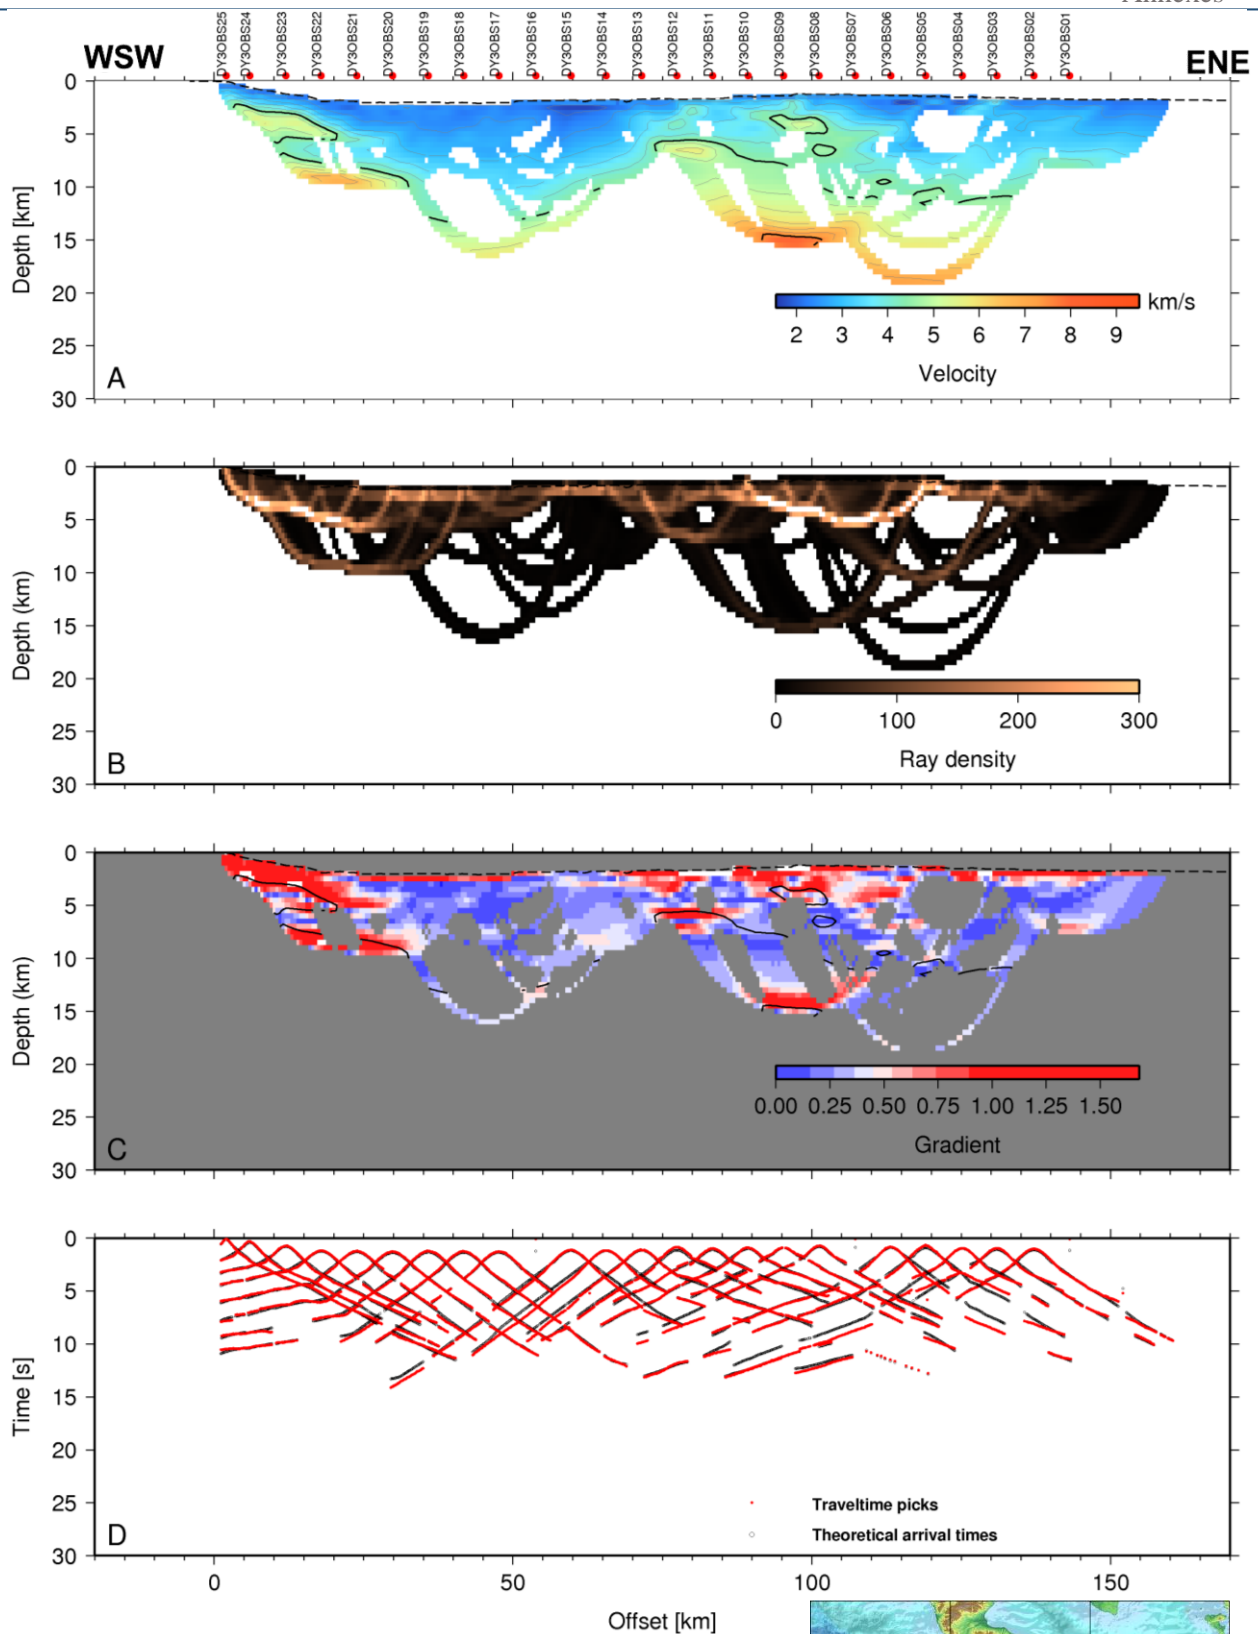 Annexes
DY3OBS25 DY3OBS24 DY3OBS23 DY3OBS22 DY3OBS21 DY3OBS20 DY3OBS19 DY3OBS18 DY3OBS17 DY3OBS16 DY3OBS15 DY3OBS14 DY3OBS13 DY3OBS12 DY3OBS11 DY3OBS10 DY3OBS09 DY3OBS08 DY3OBS07 DY3OBS06 DY3OBS05 DY3OBS04 DY3OBS03 DY3OBS02 DY3OBS01
WSW ENE
0
5
10
15
20
25
30
Depth [km]
km/s
2 3 4 5 6 7 8 9
Velocity
A
0
5
10
15
20
25
30
Depth (km)
0 100 200 300
Ray density
B
0
5
10
15
20
25
30
Depth (km)
0.00 0.25 0.50 0.75 1.00 1.25 1.50
Gradient
C
0
5
10
15
20
25
30
Time [s]
Traveltime picks
Theoretical arrival times
D
0 50 100 150
Offset [km]